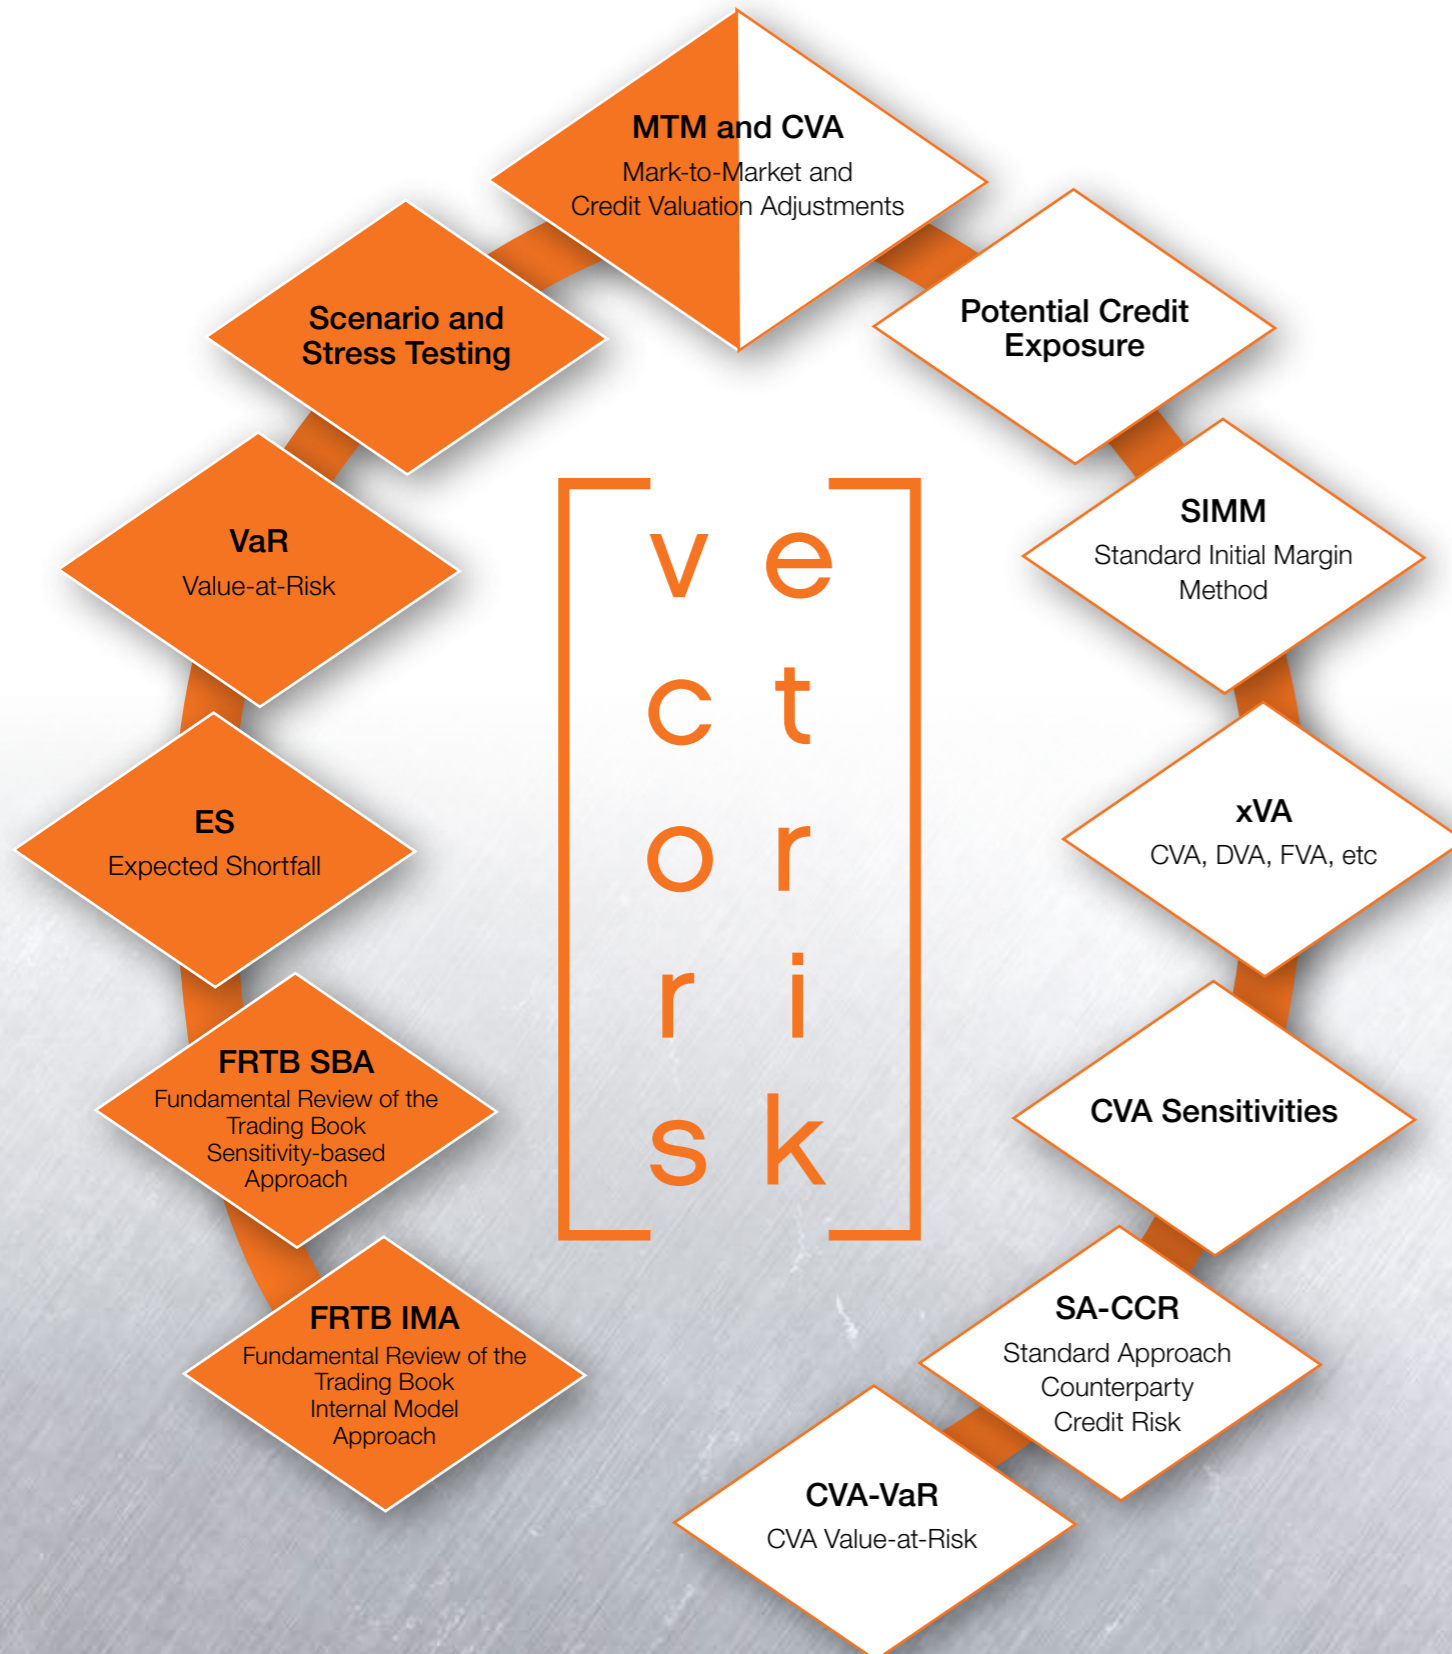 MTM and CVA
Mark-to-Market and
Credit Valuation Adjustments
Scenario and
Stress Testing
Potential Credit
Exposure
VaR
Value-at-Risk
SIMM
Standard Initial Margin
Method
v e
c t
o r
r i
s k
ES
Expected Shortfall
xVA
CVA, DVA, FVA, etc
FRTB SBA
Fundamental Review of the
Trading Book
Sensitivity-based
Approach
CVA Sensitivities
FRTB IMA
Fundamental Review of the
Trading Book
Internal Model
Approach
SA-CCR
Standard Approach
Counterparty
Credit Risk
CVA-VaR
CVA Value-at-Risk